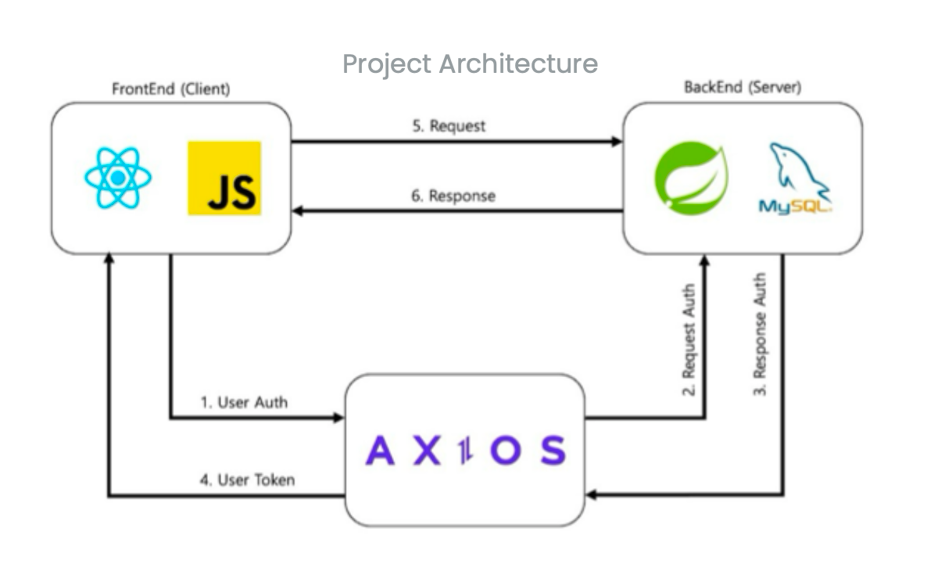 Project Architecture
FrontEnd (Client)
BackEnd (Server)
5. Request
JS
6. Response
MySQL
2. Request Auth
3. Response Auth
1. User Auth
AXIOS
4. User Token